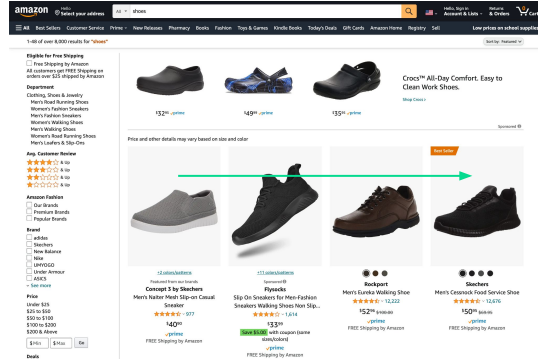 amazon
Hello
Select your address
All
shoes
Hello, Sign in
Account & Lists
Returns
& Orders
Cart
All Best Sellers Customer Service Prime New Releases Pharmacy Books Fashion Toys & Games Kindle Books Today's Deals Gift Cards Amazon Home Registry Sell
Low prices on school supplies
1-48 of over 8,000 results for "shoes"
Sort by: Featured
Eligible for Free Shipping
Free Shipping by Amazon
All customers get FREE Shipping on
orders over $25 shipped by Amazon
Department
Clothing, Shoes & Jewelry
Men's Road Running Shoes
Women's Fashion Sneakers
Men's Fashion Sneakers
Women's Walking Shoes
Men's Walking Shoes
Women's Road Running Shoes
Men's Loafers & Slip-Ons
Avg. Customer Review
& Up
& Up
& Up
& Up
Amazon Fashion
Our Brands
Premium Brands
Popular Brands
Brand
adidas
Skechers
New Balance
Nike
UMYOGO
Under Armour
ASICS
See more
Price
Under $25
$25 to $50
$50 to $100
$100 to $200
$200 & Above
$ Min $ Max Go
Deals
prime
prime
prime
Crocs™ All-Day Comfort. Easy to
Clean Work Shoes.
Shop Crocs ›
Sponsored
Price and other details may vary based on size and color
+2 colors/patterns
Featured from our brands
Concept 3 by Skechers
Men's Naiter Mesh Slip-on Casual
Sneaker
977
$40
prime
FREE Shipping by Amazon
+11 colors/patterns
Sponsored
Flysocks
Slip On Sneakers for Men-Fashion
Sneakers Walking Shoes Non Slip...
1,614
$33
Save $5.00 with coupon (some
sizes/colors)
prime
FREE Shipping by Amazon
Rockport
Men's Eureka Walking Shoe
12,222
$52
prime
FREE Shipping by Amazon
Best Seller
Skechers
Men's Cessnock Food Service Shoe
12,676
$50
prime
FREE Shipping by Amazon